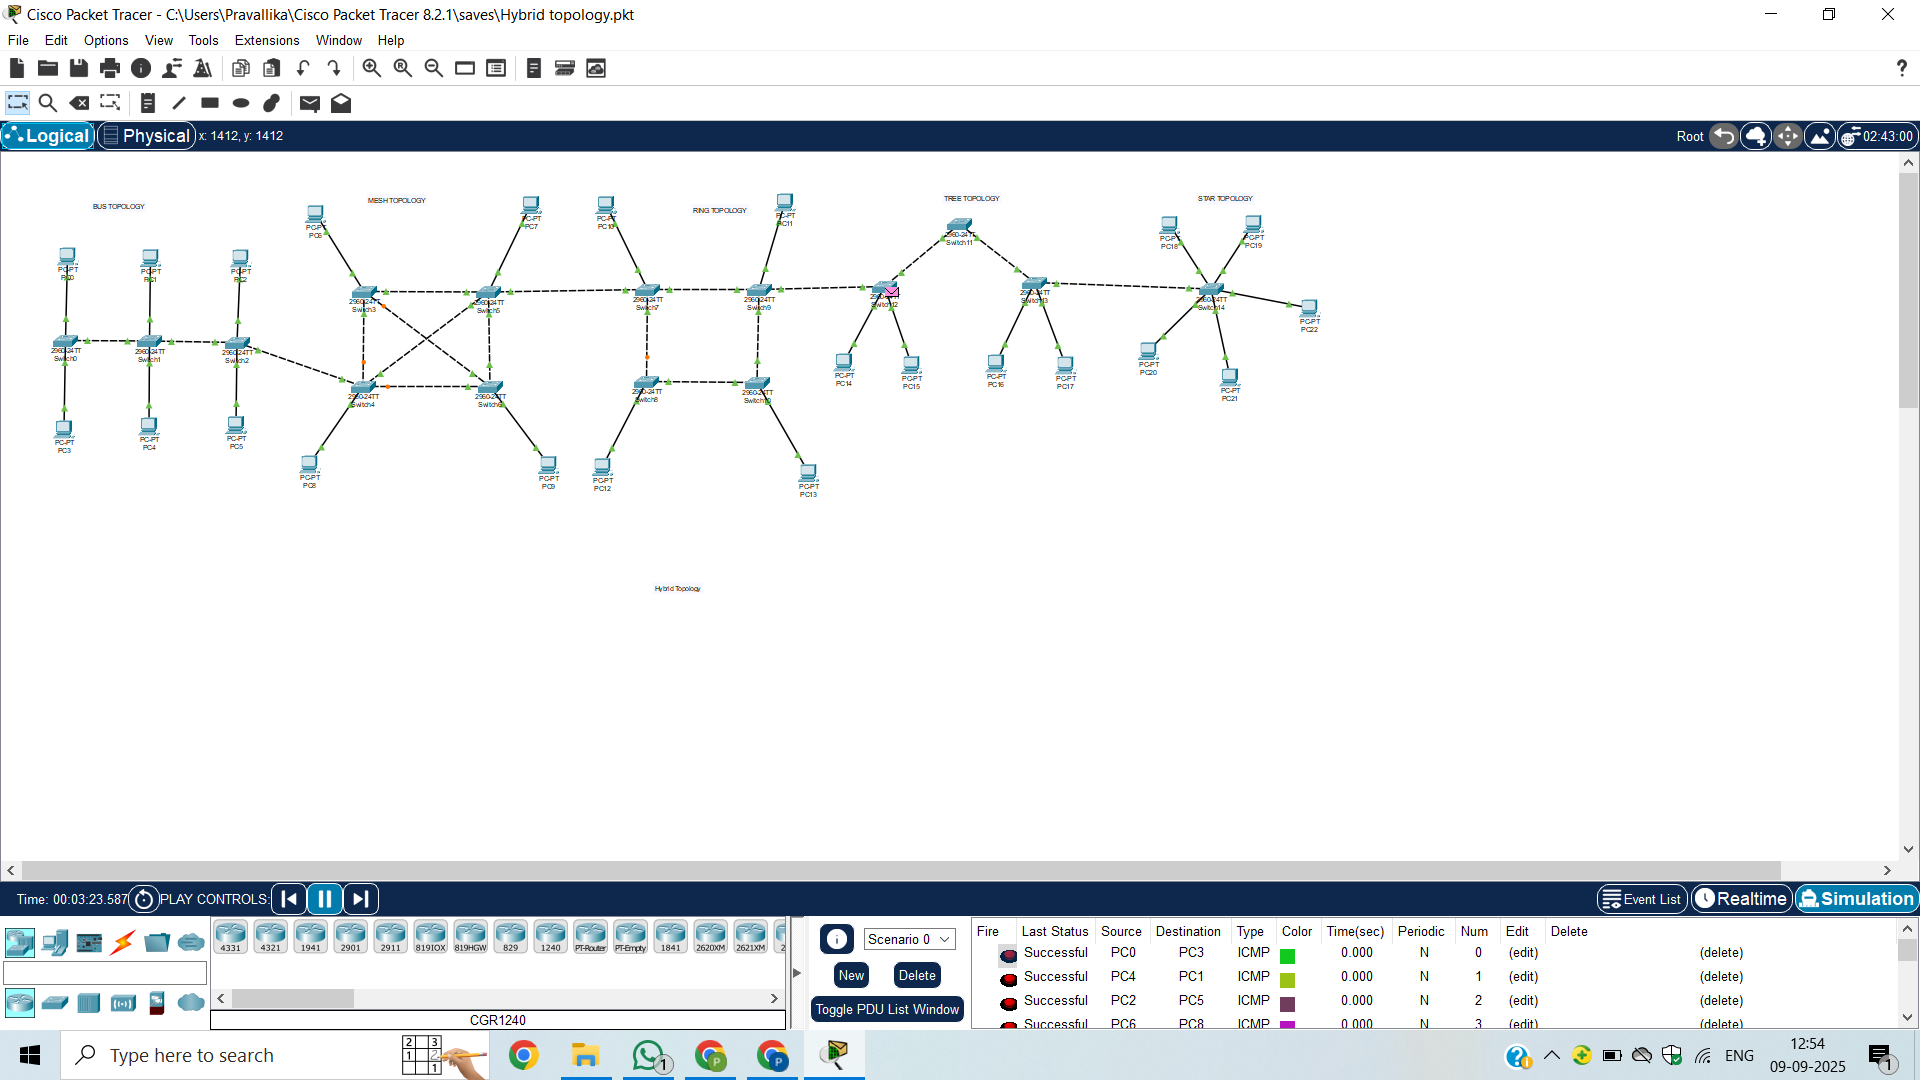 Cisco Packet Tracer - C:\Users\Pravallika\Cisco Packet Tracer 8.2.1\saves\Hybrid topology.pkt
File Edit Options View Tools Extensions Window Help
Logical Physical x: 1412, y: 1412 Root 02:43:00
BUS TOPOLOGY
MESH TOPOLOGY
RING TOPOLOGY
TREE TOPOLOGY
STAR TOPOLOGY
PC-PT
PC6
PC-PT
PC7
PC-PT
PC10
PC-PT
PC11
2960-24TT
Switch11
PC-PT
PC18
PC-PT
PC19
PC-PT
PC0
PC-PT
PC1
PC-PT
PC2
2960-24TT
Switch3
2960-24TT
Switch5
2960-24TT
Switch7
2960-24TT
Switch9
2960-24TT
Switch12
2960-24TT
Switch13
2960-24TT
Switch14
PC-PT
PC22
2960-24TT
Switch0
2960-24TT
Switch1
2960-24TT
Switch2
2960-24TT
Switch4
2960-24TT
Switch6
2960-24TT
Switch8
2960-24TT
Switch10
PC-PT
PC14
PC-PT
PC15
PC-PT
PC16
PC-PT
PC17
PC-PT
PC20
PC-PT
PC21
PC-PT
PC3
PC-PT
PC4
PC-PT
PC5
PC-PT
PC8
PC-PT
PC9
PC-PT
PC12
PC-PT
PC13
Hybrid Topology
Time: 00:03:23.587 PLAY CONTROLS: Event List Realtime Simulation
4331 4321 1941 2901 2911 819IOX 819HGW 829 1240 PT-Router PT-Empty 1841 2620XM 2621XM 2
CGR1240
Scenario 0
New Delete
Toggle PDU List Window
Fire Last Status Source Destination Type Color Time(sec) Periodic Num Edit Delete
Successful PC0 PC3 ICMP 0.000 N 0 (edit) (delete)
Successful PC4 PC1 ICMP 0.000 N 1 (edit) (delete)
Successful PC2 PC5 ICMP 0.000 N 2 (edit) (delete)
Successful PC6 PC8 ICMP 0.000 N 3 (edit) (delete)
Type here to search
1
ENG
12:54
09-09-2025
1